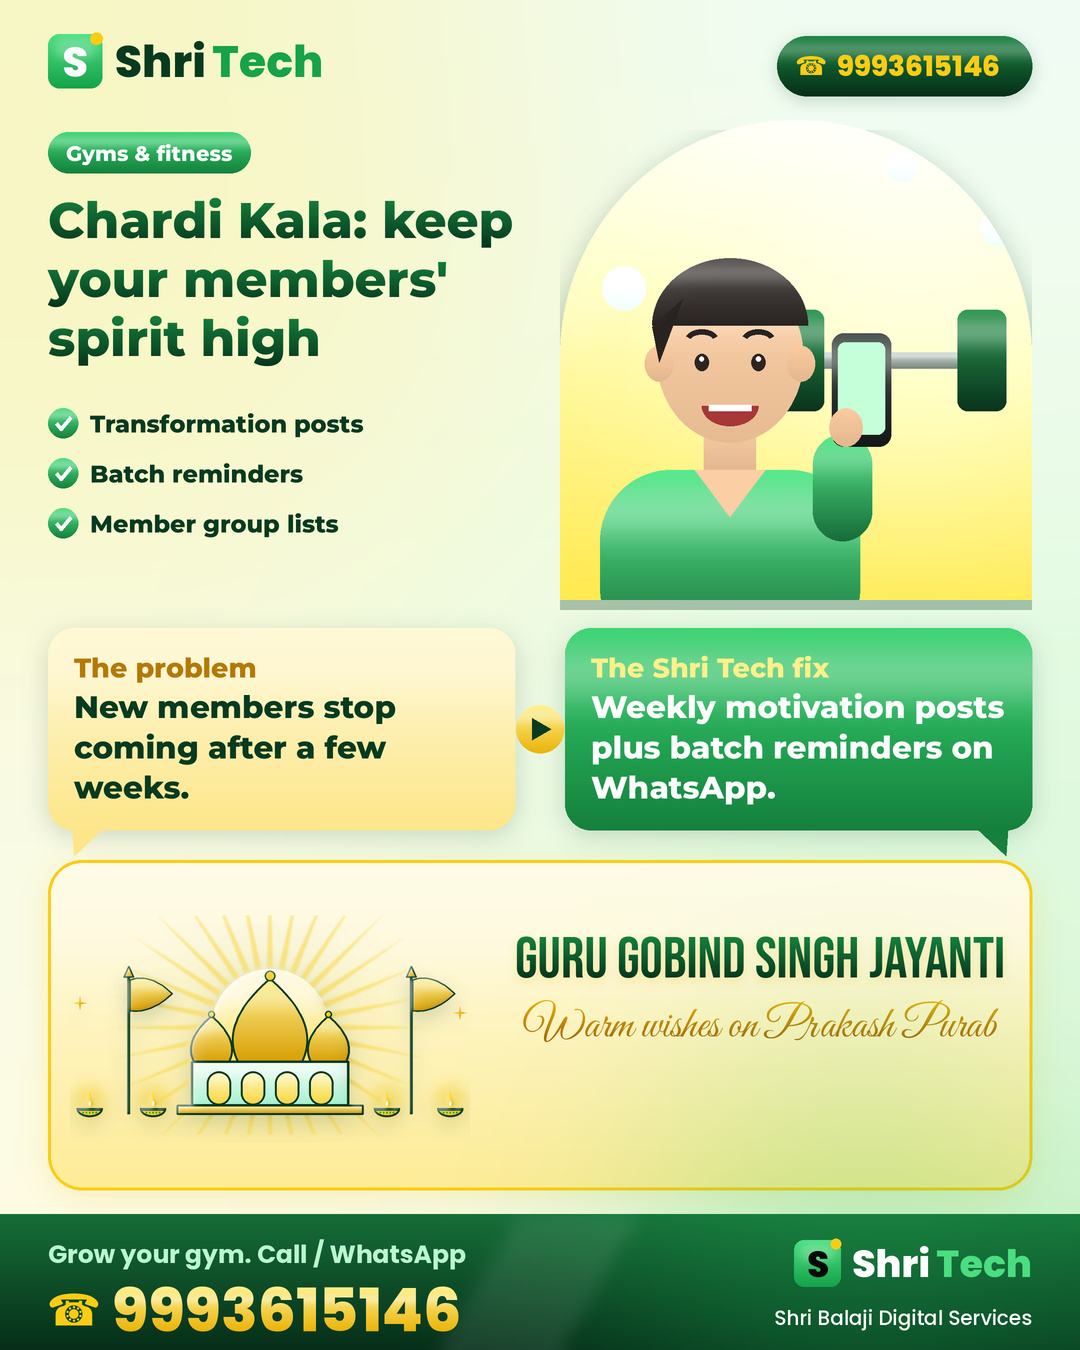 S Shri Tech
☎ 9993615146
Gyms & fitness
Chardi Kala: keep
your members'
spirit high
Transformation posts
Batch reminders
Member group lists
The problem
New members stop
coming after a few
weeks.
The Shri Tech fix
Weekly motivation posts
plus batch reminders on
WhatsApp.
GURU GOBIND SINGH JAYANTI
Warm wishes on Prakash Purab
Grow your gym. Call / WhatsApp
☎ 9993615146
S Shri Tech
Shri Balaji Digital Services